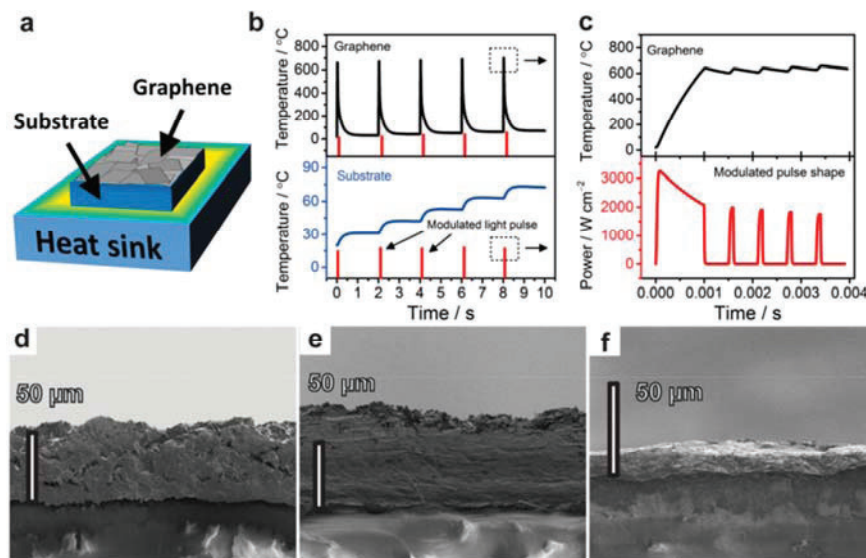 a
Graphene
Substrate
Heat sink
b
Graphene
Temperature / °C
800
600
400
200
0
Substrate
Temperature / °C
90
60
30
0
Modulated light pulse
0 1 2 3 4 5 6 7 8 9 10
Time / s
c
Graphene
Temperature / °C
800
600
400
200
0
Modulated pulse shape
Power / W cm⁻²
3000
2000
1000
0
0.000 0.001 0.002 0.003 0.004
Time / s
d
50 μm
e
50 μm
f
50 μm